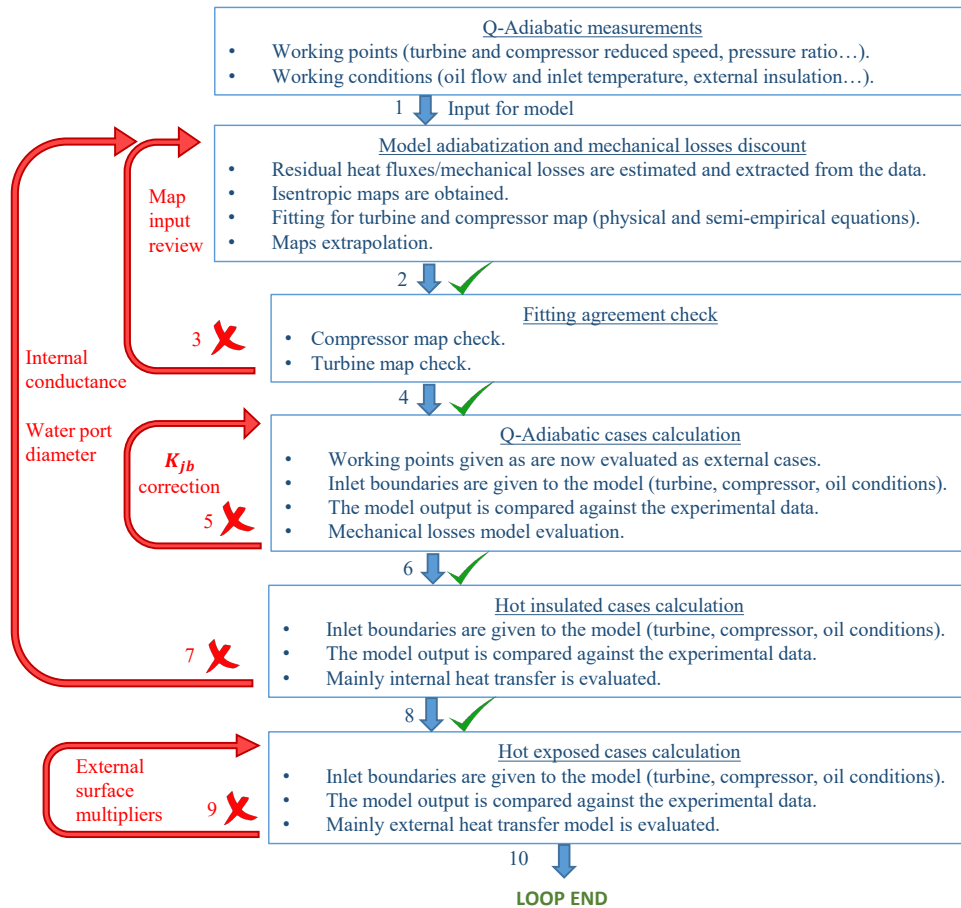 Q-Adiabatic measurements
• Working points (turbine and compressor reduced speed, pressure ratio…).
• Working conditions (oil flow and inlet temperature, external insulation…).
1 Input for model
Model adiabatization and mechanical losses discount
• Residual heat fluxes/mechanical losses are estimated and extracted from the data.
• Isentropic maps are obtained.
• Fitting for turbine and compressor map (physical and semi-empirical equations).
• Maps extrapolation.
Map
input
review
2
Fitting agreement check
• Compressor map check.
• Turbine map check.
3
Internal
conductance
Water port
diameter
4
Q-Adiabatic cases calculation
• Working points given as are now evaluated as external cases.
• Inlet boundaries are given to the model (turbine, compressor, oil conditions).
• The model output is compared against the experimental data.
• Mechanical losses model evaluation.
K_jb
correction
5
6
Hot insulated cases calculation
• Inlet boundaries are given to the model (turbine, compressor, oil conditions).
• The model output is compared against the experimental data.
• Mainly internal heat transfer is evaluated.
7
8
Hot exposed cases calculation
• Inlet boundaries are given to the model (turbine, compressor, oil conditions).
• The model output is compared against the experimental data.
• Mainly external heat transfer model is evaluated.
External
surface
multipliers
9
10
LOOP END